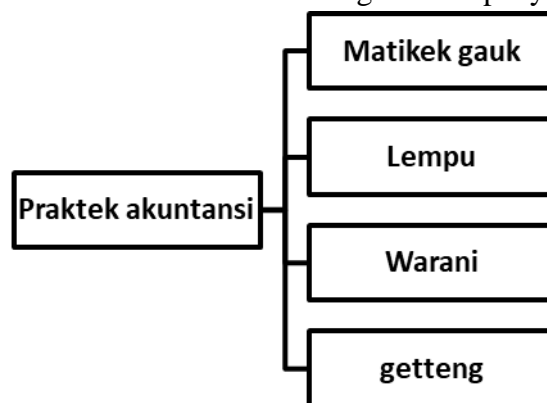 Matikek gauk
Lempu
Praktek akuntansi
Warani
getteng